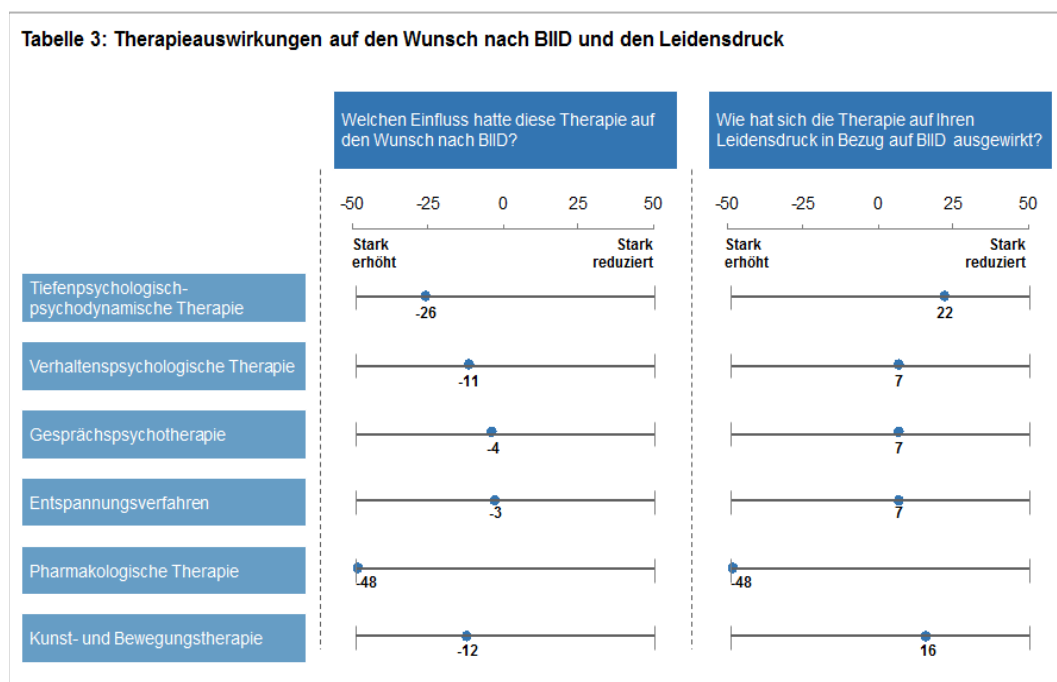 Tabelle 3: Therapieauswirkungen auf den Wunsch nach BIID und den Leidensdruck
Welchen Einfluss hatte diese Therapie auf
den Wunsch nach BIID?
Wie hat sich die Therapie auf Ihren
Leidensdruck in Bezug auf BIID ausgewirkt?
-50 -25 0 25 50
-50 -25 0 25 50
Stark
erhöht
Stark
reduziert
Stark
erhöht
Stark
reduziert
Tiefenpsychologisch-
psychodynamische Therapie
-26
22
Verhaltenspsychologische Therapie
-11
7
Gesprächspsychotherapie
-4
7
Entspannungsverfahren
-3
7
Pharmakologische Therapie
-48
-48
Kunst- und Bewegungstherapie
-12
16